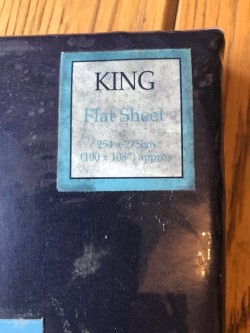 KING
Flat Sheet
254 x 275cm
(100 x 108") approx